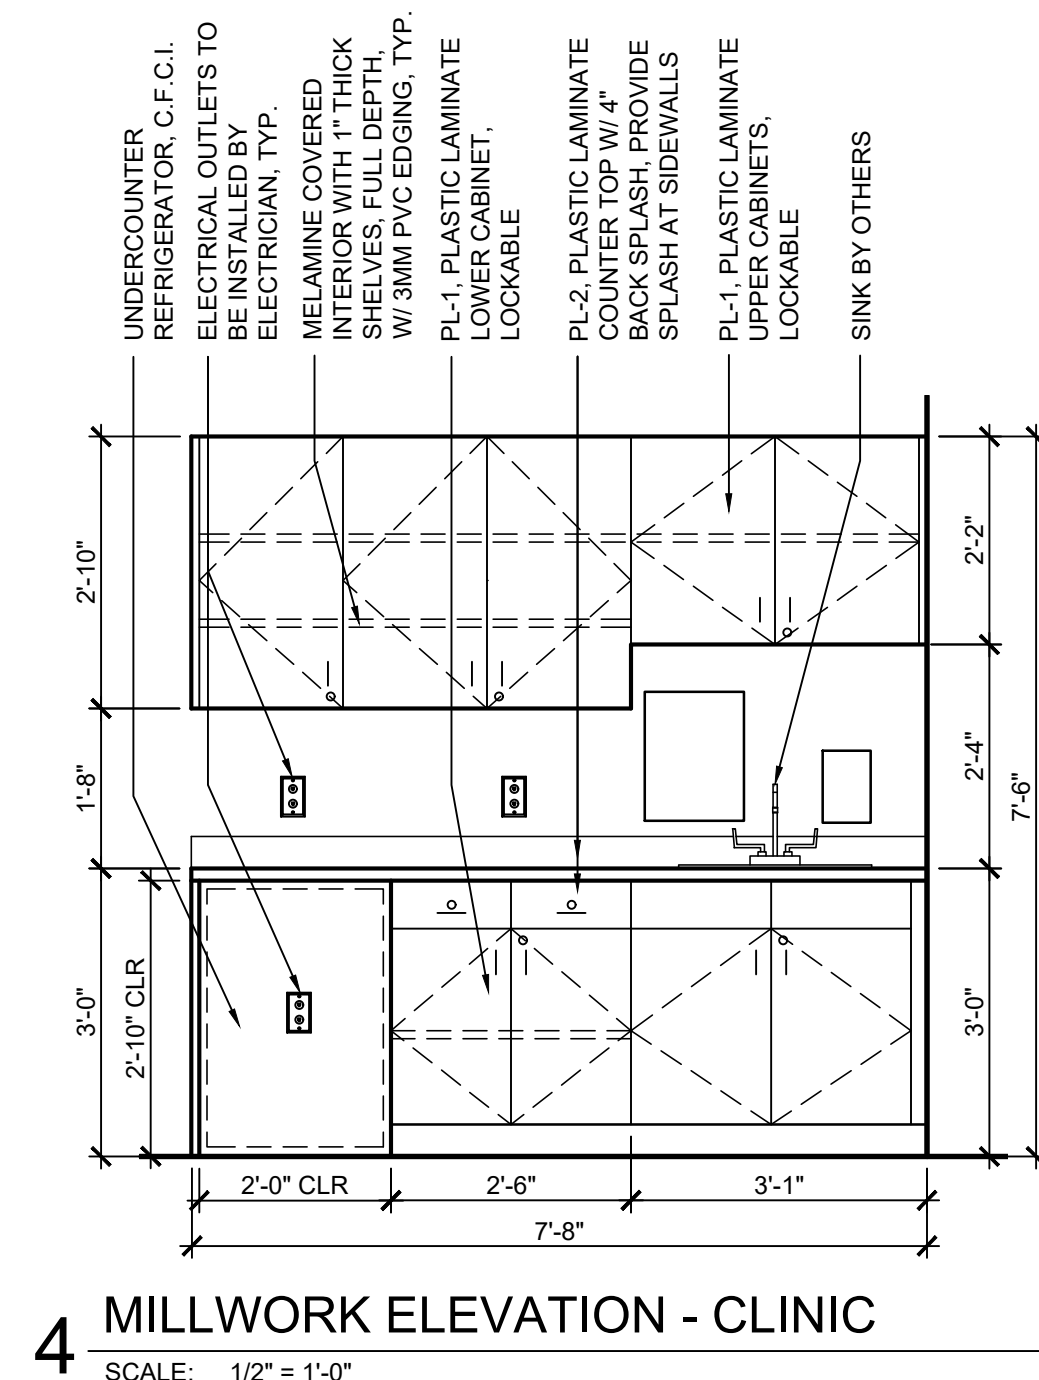 UNDERCOUNTER
REFRIGERATOR, C.F.C.I.
ELECTRICAL OUTLETS TO
BE INSTALLED BY
ELECTRICIAN, TYP.
MELAMINE COVERED
INTERIOR WITH 1" THICK
SHELVES, FULL DEPTH,
W/ 3MM PVC EDGING, TYP.
PL-1, PLASTIC LAMINATE
LOWER CABINET,
LOCKABLE
PL-2, PLASTIC LAMINATE
COUNTER TOP W/ 4"
BACK SPLASH, PROVIDE
SPLASH AT SIDEWALLS
PL-1, PLASTIC LAMINATE
UPPER CABINETS,
LOCKABLE
SINK BY OTHERS
2'-10"
1'-8"
3'-0"
2'-10" CLR
2'-2"
2'-4"
3'-0"
7'-6"
2'-0" CLR
2'-6"
3'-1"
7'-8"
4
MILLWORK ELEVATION - CLINIC
SCALE: 1/2" = 1'-0"